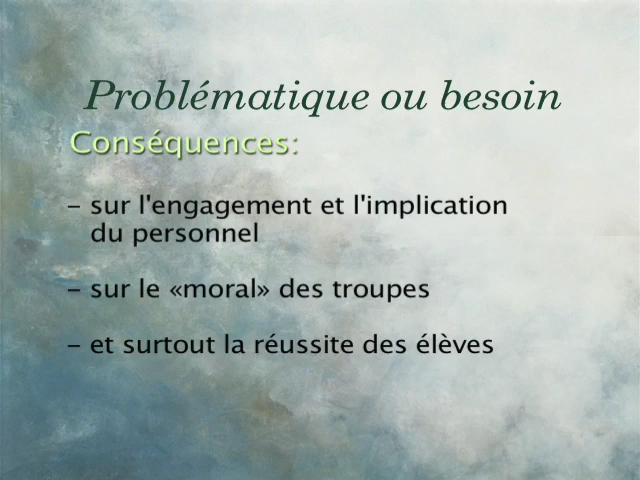 Problématique ou besoin
Conséquences:
- sur l'engagement et l'implication
du personnel
- sur le «moral» des troupes
- et surtout la réussite des élèves